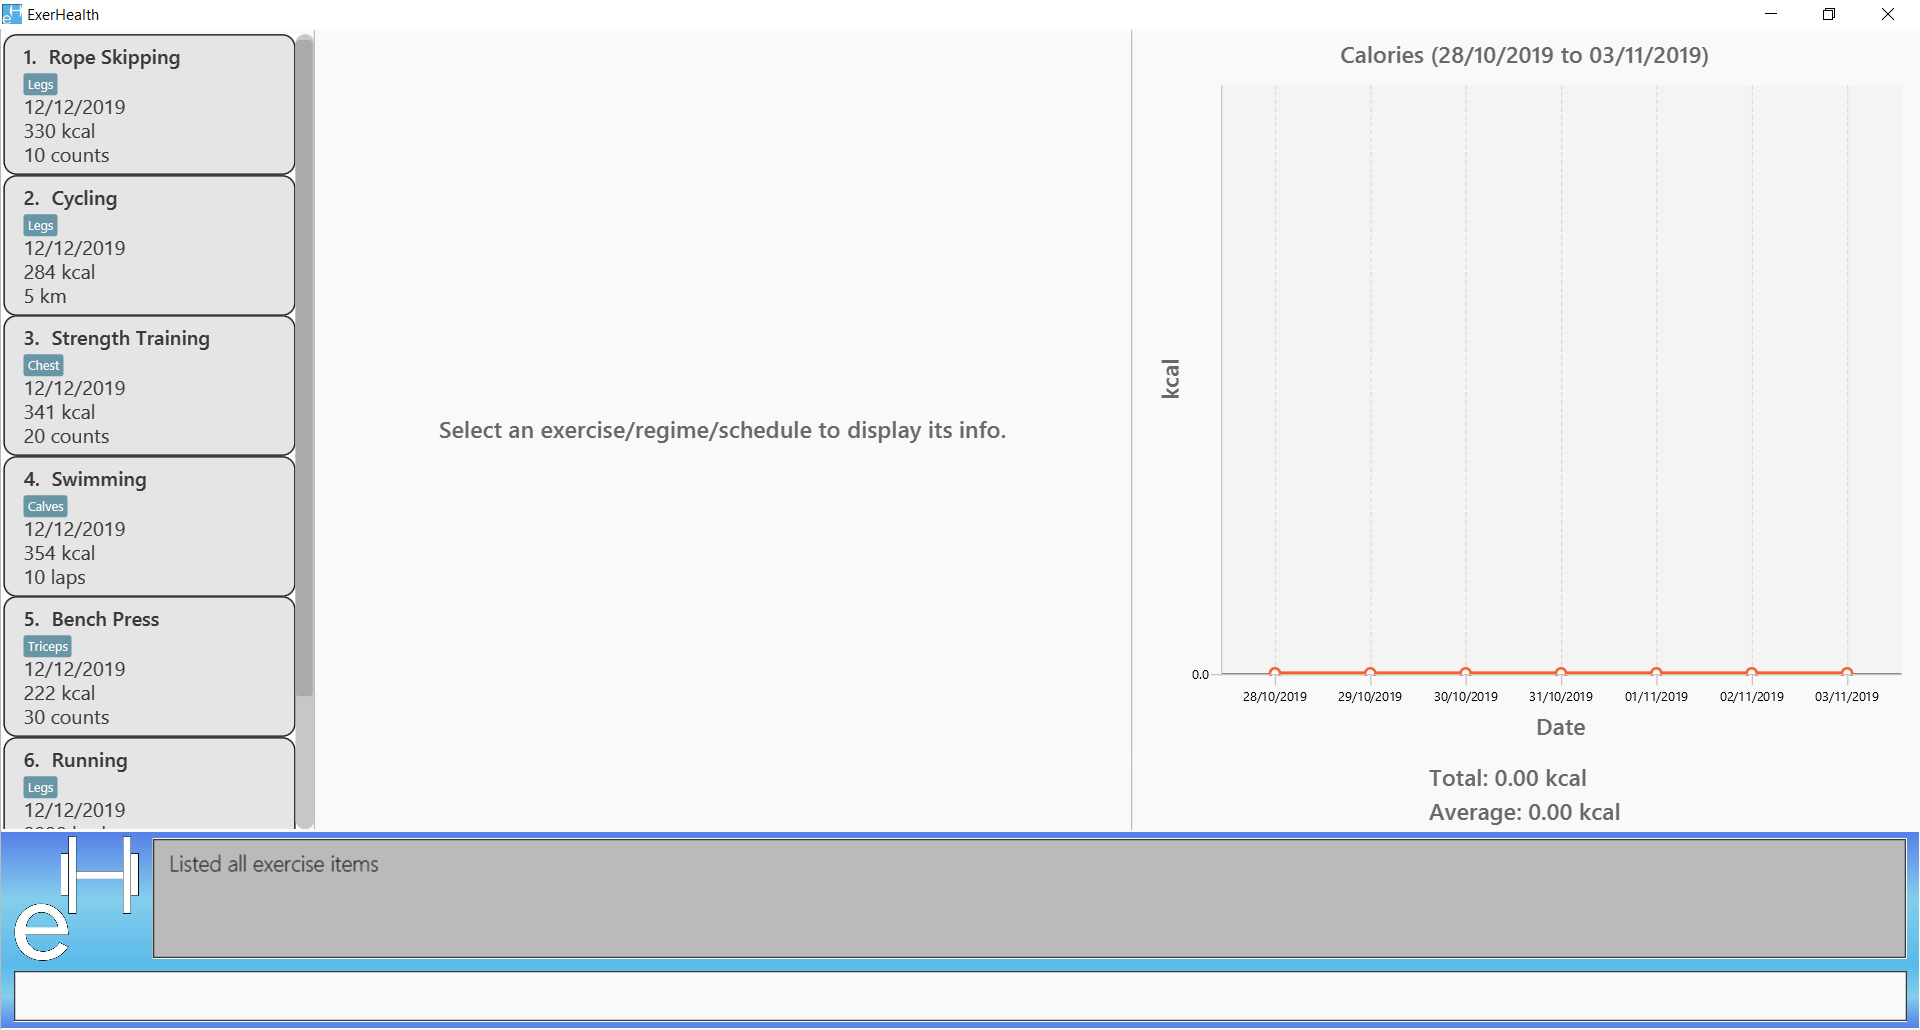 ExerHealth
1. Rope Skipping
Legs
12/12/2019
330 kcal
10 counts
2. Cycling
Legs
12/12/2019
284 kcal
5 km
3. Strength Training
Chest
12/12/2019
341 kcal
20 counts
4. Swimming
Calves
12/12/2019
354 kcal
10 laps
5. Bench Press
Triceps
12/12/2019
222 kcal
30 counts
6. Running
Legs
12/12/2019
Select an exercise/regime/schedule to display its info.
Calories (28/10/2019 to 03/11/2019)
kcal
0.0
28/10/2019 29/10/2019 30/10/2019 31/10/2019 01/11/2019 02/11/2019 03/11/2019
Date
Total: 0.00 kcal
Average: 0.00 kcal
eH
Listed all exercise items